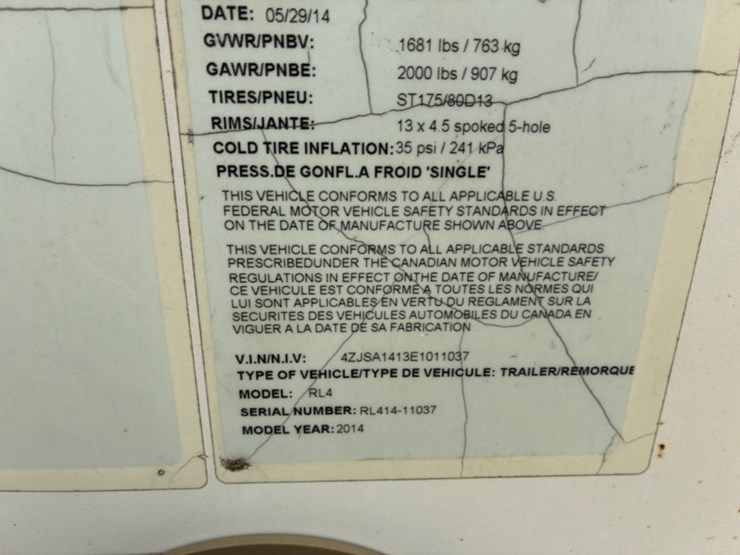 DATE: 05/29/14
GVWR/PNBV: 1681 lbs / 763 kg
GAWR/PNBE: 2000 lbs / 907 kg
TIRES/PNEU: ST175/80D13
RIMS/JANTE: 13 x 4.5 spoked 5-hole
COLD TIRE INFLATION: 35 psi / 241 kPa
PRESS.DE GONFL.A FROID 'SINGLE'
THIS VEHICLE CONFORMS TO ALL APPLICABLE U.S.
FEDERAL MOTOR VEHICLE SAFETY STANDARDS IN EFFECT
ON THE DATE OF MANUFACTURE SHOWN ABOVE.
THIS VEHICLE CONFORMS TO ALL APPLICABLE STANDARDS
PRESCRIBEDUNDER THE CANADIAN MOTOR VEHICLE SAFETY
REGULATIONS IN EFFECT ONTHE DATE OF MANUFACTURE/
CE VEHICULE EST CONFORME A TOUTES LES NORMES QUI
LUI SONT APPLICABLES EN VERTU DU REGLAMENT SUR LA
SECURITES DES VEHICULES AUTOMOBILES DU CANADA EN
VIGUER A LA DATE DE SA FABRICATION
V.I.N/N.I.V: 4ZJSA1413E1011037
TYPE OF VEHICLE/TYPE DE VEHICULE: TRAILER/REMORQUE
MODEL: RL4
SERIAL NUMBER: RL414-11037
MODEL YEAR: 2014